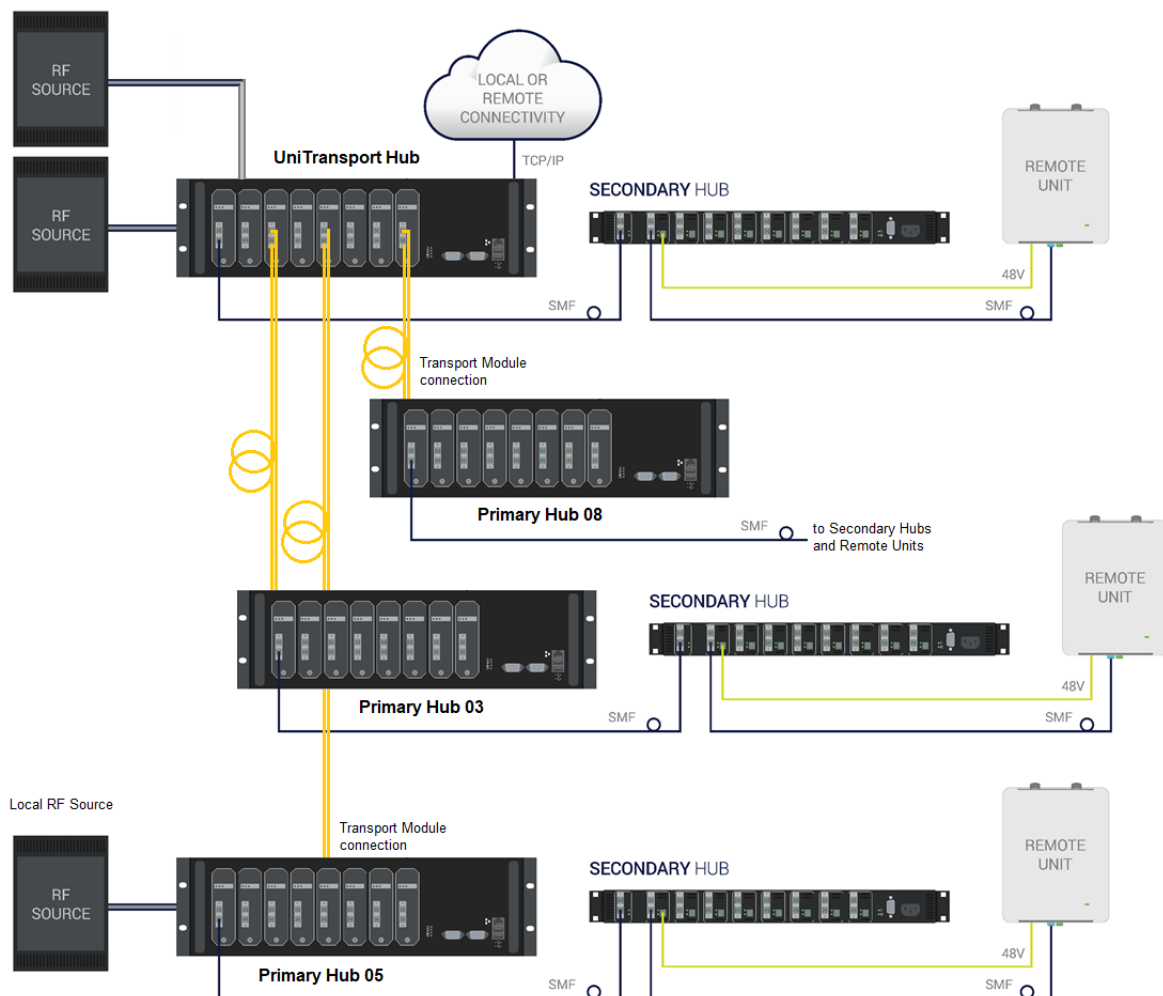 RF
SOURCE
LOCAL OR
REMOTE
CONNECTIVITY
UniTransport Hub
TCP/IP
REMOTE
UNIT
RF
SOURCE
SECONDARY HUB
48V
SMF
SMF
Transport Module
connection
Primary Hub 08
SMF
to Secondary Hubs
and Remote Units
REMOTE
UNIT
SECONDARY HUB
48V
Primary Hub 03
SMF
SMF
Local RF Source
Transport Module
connection
REMOTE
UNIT
SECONDARY HUB
RF
SOURCE
48V
Primary Hub 05
SMF
SMF